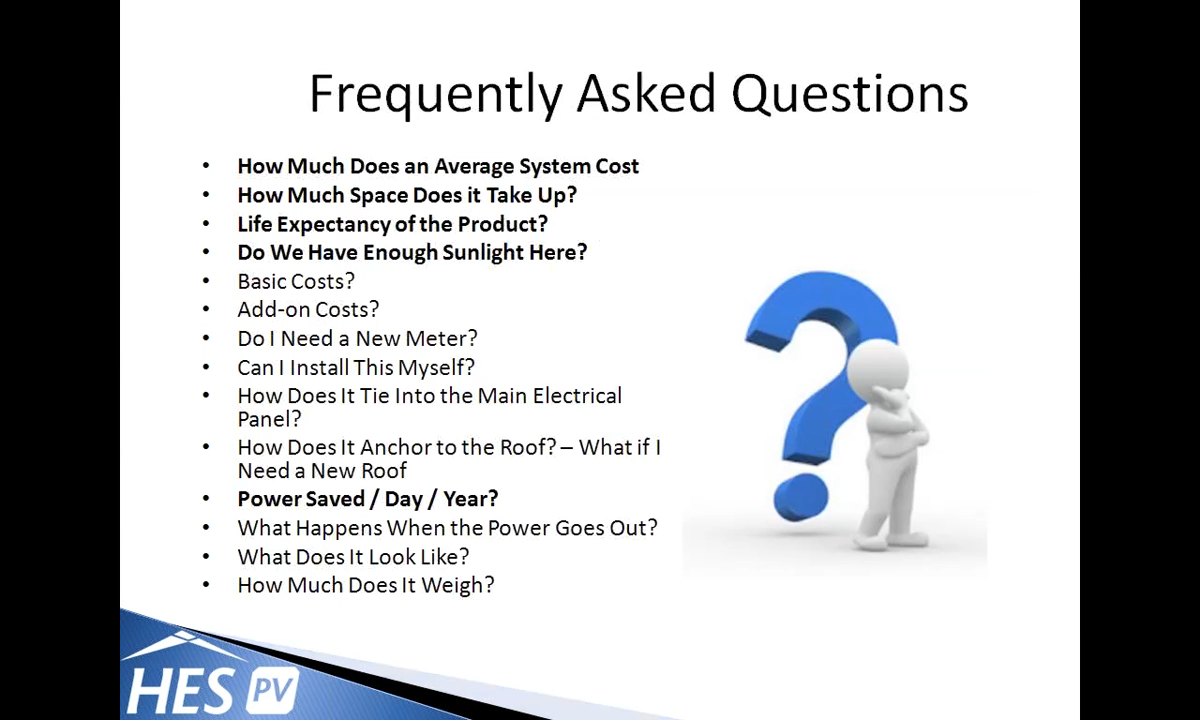 Frequently Asked Questions
• How Much Does an Average System Cost
• How Much Space Does it Take Up?
• Life Expectancy of the Product?
• Do We Have Enough Sunlight Here?
• Basic Costs?
• Add-on Costs?
• Do I Need a New Meter?
• Can I Install This Myself?
• How Does It Tie Into the Main Electrical
Panel?
• How Does It Anchor to the Roof? – What if I
Need a New Roof
• Power Saved / Day / Year?
• What Happens When the Power Goes Out?
• What Does It Look Like?
• How Much Does It Weigh?
HES PV